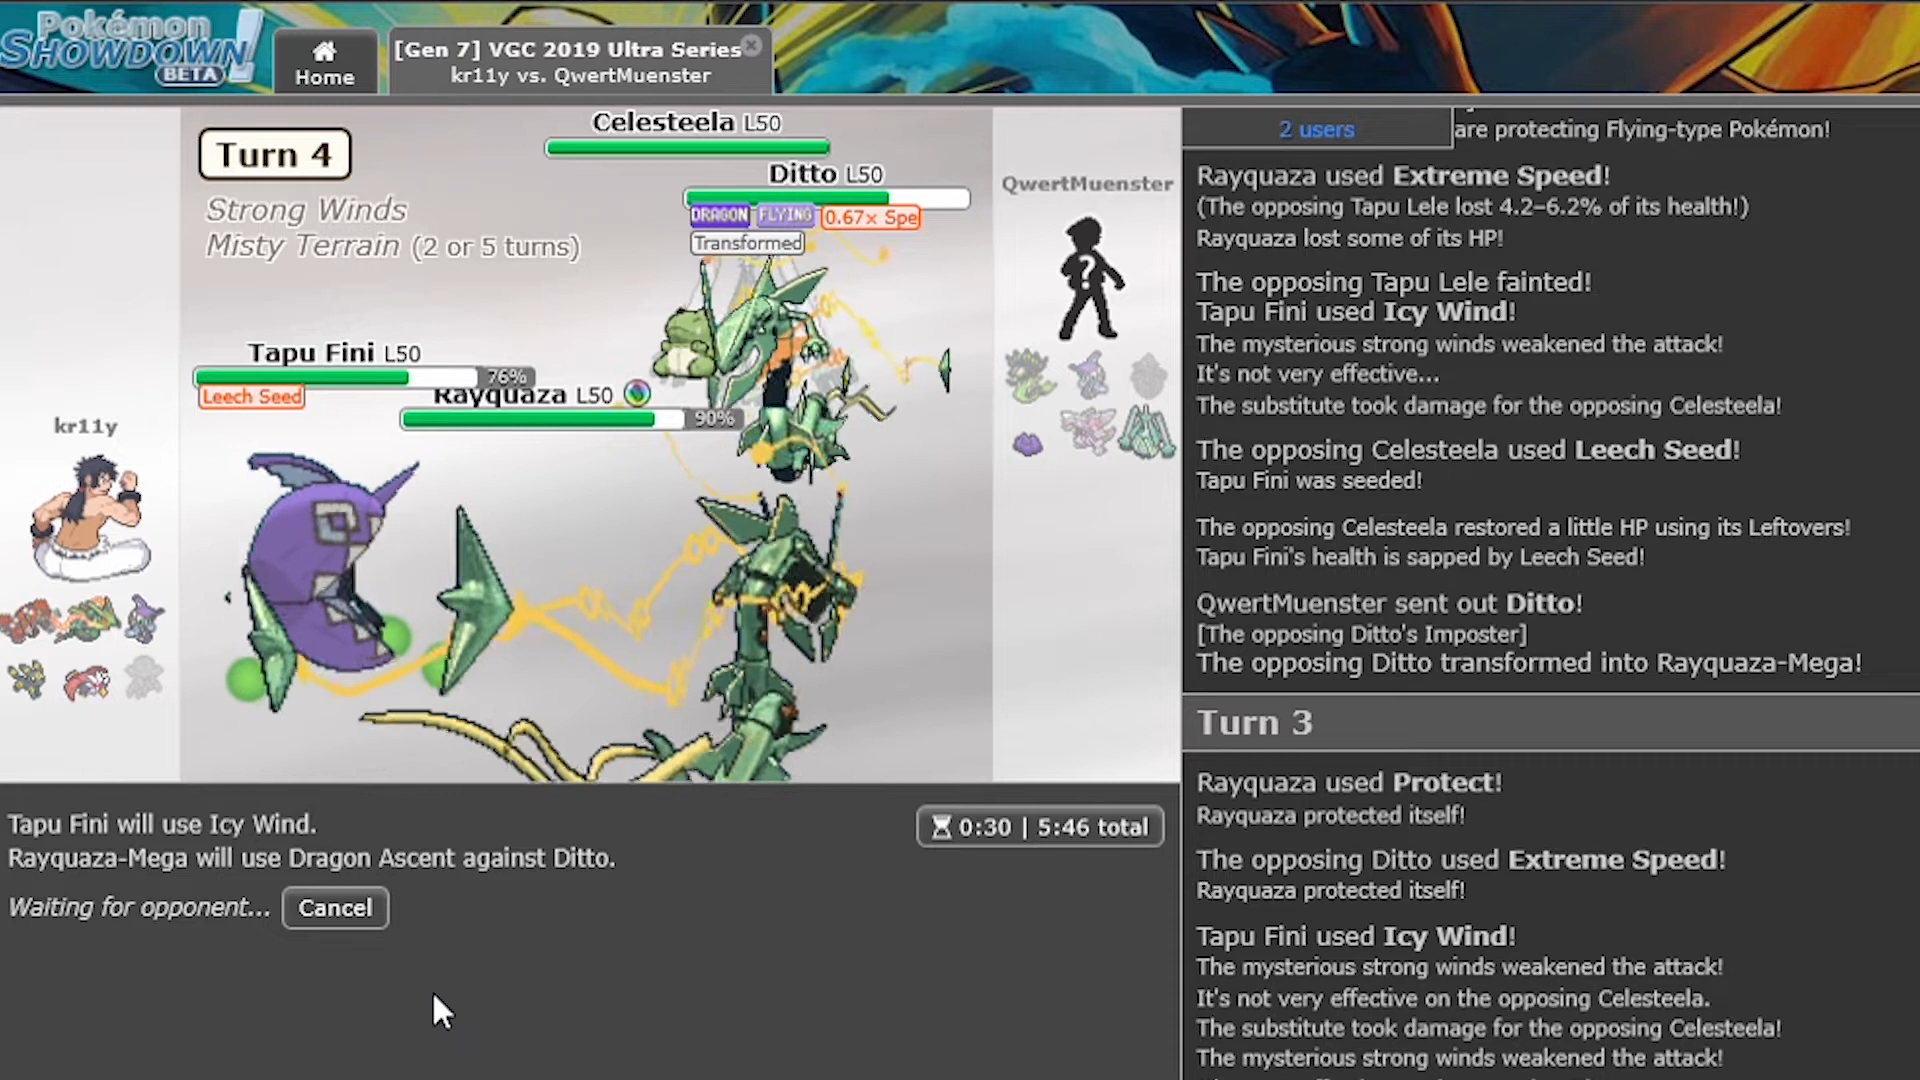 Pokémon
SHOWDOWN!
BETA
Home
[Gen 7] VGC 2019 Ultra Series
kr11y vs. QwertMuenster
Turn 4
Strong Winds
Misty Terrain (2 or 5 turns)
Celesteela L50
Ditto L50
DRAGON FLYING 0.67× Spe
Transformed
Tapu Fini L50
76%
Leech Seed
Rayquaza L50
90%
kr11y
QwertMuenster
?
Tapu Fini will use Icy Wind.
Rayquaza-Mega will use Dragon Ascent against Ditto.
Waiting for opponent...
Cancel
0:30 | 5:46 total
2 users
are protecting Flying-type Pokémon!
Rayquaza used Extreme Speed!
(The opposing Tapu Lele lost 4.2–6.2% of its health!)
Rayquaza lost some of its HP!
The opposing Tapu Lele fainted!
Tapu Fini used Icy Wind!
The mysterious strong winds weakened the attack!
It's not very effective...
The substitute took damage for the opposing Celesteela!
The opposing Celesteela used Leech Seed!
Tapu Fini was seeded!
The opposing Celesteela restored a little HP using its Leftovers!
Tapu Fini's health is sapped by Leech Seed!
QwertMuenster sent out Ditto!
[The opposing Ditto's Imposter]
The opposing Ditto transformed into Rayquaza-Mega!
Turn 3
Rayquaza used Protect!
Rayquaza protected itself!
The opposing Ditto used Extreme Speed!
Rayquaza protected itself!
Tapu Fini used Icy Wind!
The mysterious strong winds weakened the attack!
It's not very effective on the opposing Celesteela.
The substitute took damage for the opposing Celesteela!
The mysterious strong winds weakened the attack!